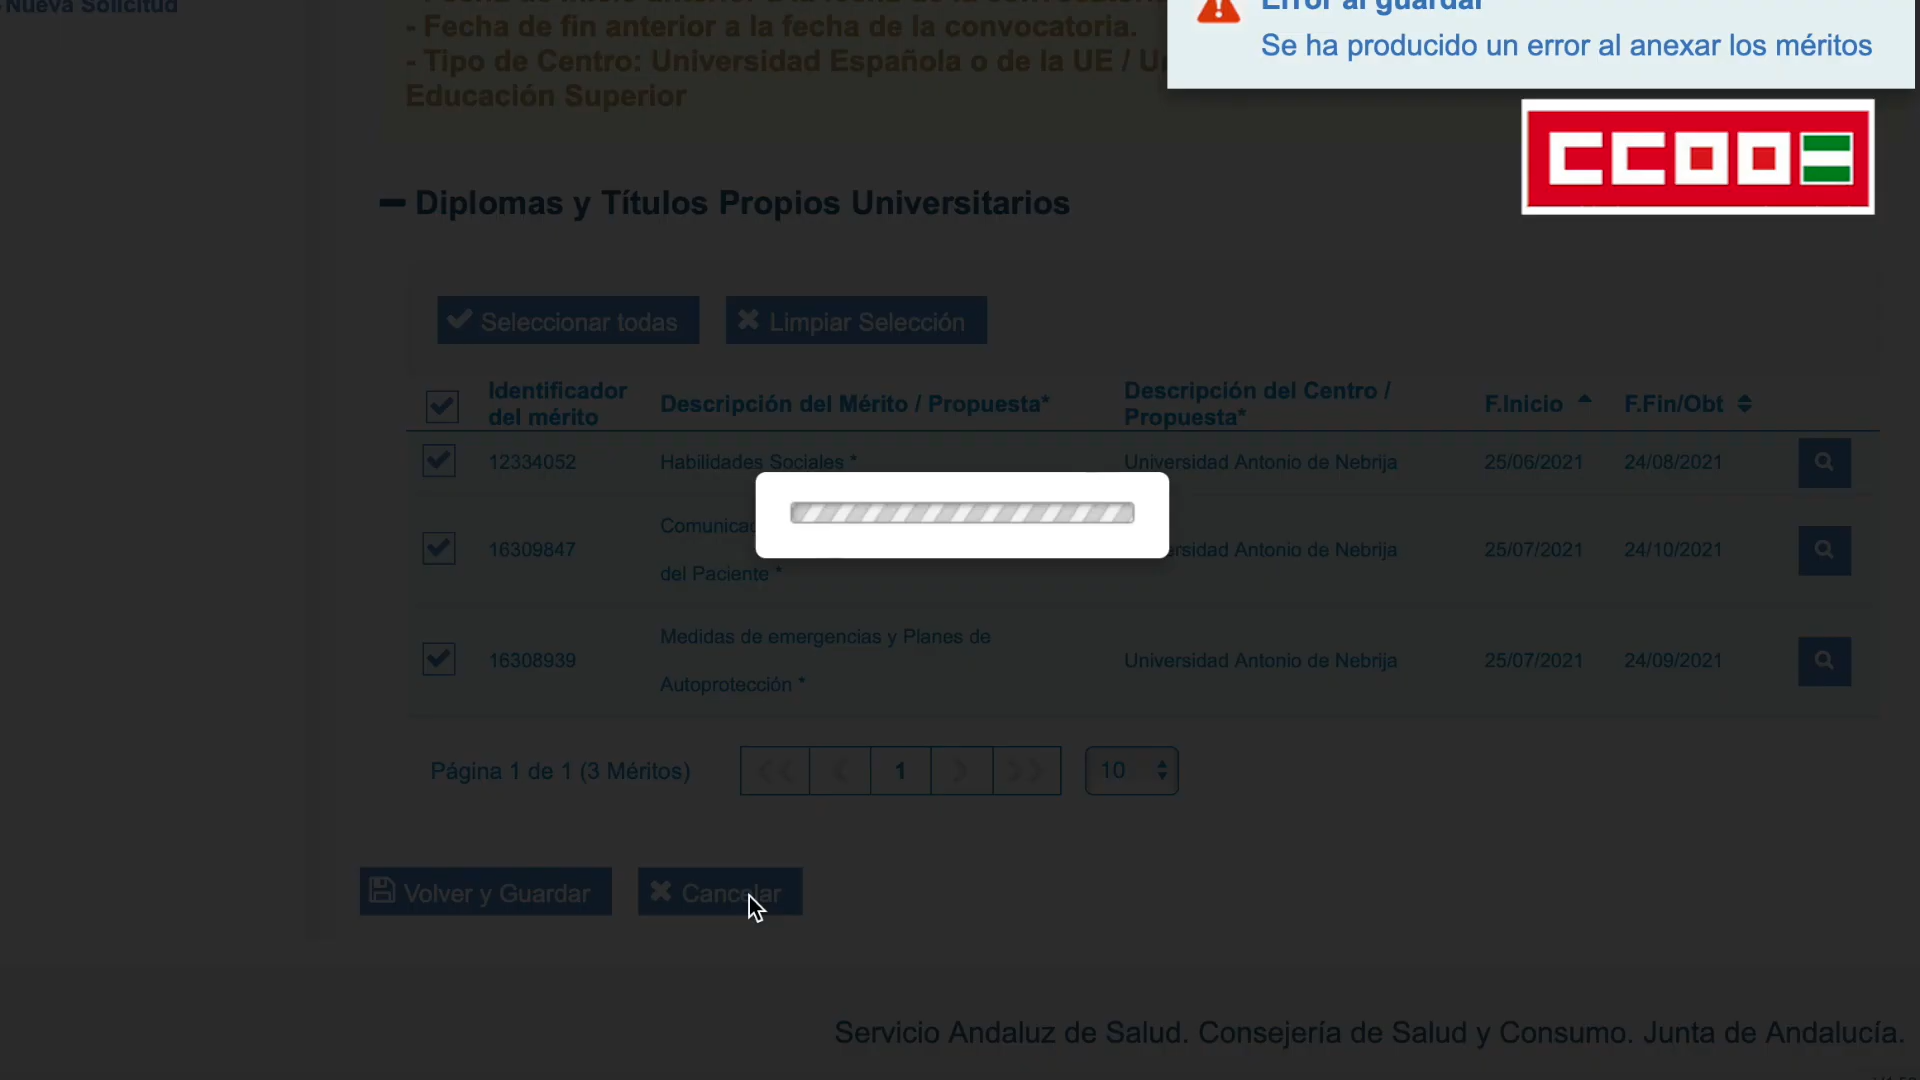 Nueva Solicitud
- Fecha de fin anterior a la fecha de la convocatoria.
- Tipo de Centro: Universidad Española o de la UE /
Educación Superior
Error al guardar
Se ha producido un error al anexar los méritos
CCOO
Diplomas y Títulos Propios Universitarios
Seleccionar todas
Limpiar Selección
Identificador del mérito
Descripción del Mérito / Propuesta*
Descripción del Centro / Propuesta*
F.Inicio
F.Fin/Obt
12334052 Habilidades Sociales * Universidad Antonio de Nebrija 25/06/2021 24/08/2021
16309847
del Paciente *
Antonio de Nebrija 25/07/2021 24/10/2021
16308939
Medidas de emergencias y Planes de
Autoprotección *
Universidad Antonio de Nebrija 25/07/2021 24/09/2021
Página 1 de 1 (3 Méritos)
1
10
Volver y Guardar
Cancelar
Servicio Andaluz de Salud. Consejería de Salud y Consumo. Junta de Andalucía.